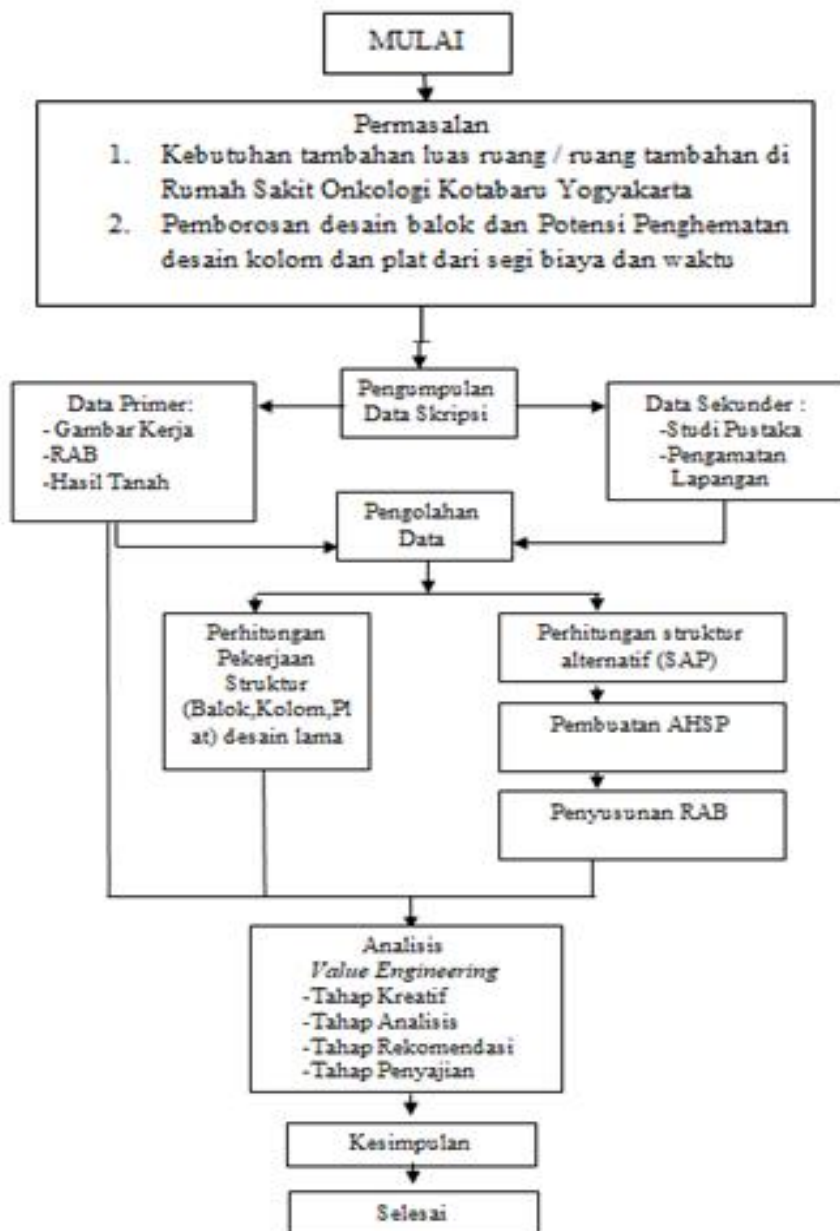 MULAI
Permasalan
1. Kebutuhan tambahan luas ruang / ruang tambahan di
Rumah Sakit Onkologi Kotabaru Yogyakarta
2. Pemborosan desain balok dan Potensi Penghematan
desain kolom dan plat dari segi biaya dan waktu
Pengumpulan
Data Skripsi
Data Primer:
- Gambar Kerja
-RAB
-Hasil Tanah
Data Sekunder :
-Studi Pustaka
-Pengamatan
Lapangan
Pengolahan
Data
Perhitungan
Pekerjaan
Struktur
(Balok,Kolom,Pl
at) desain lama
Perhitungan struktur
alternatif (SAP)
Pembuatan AHSP
Penyusunan RAB
Analisis
Value Engineering
-Tahap Kreatif
-Tahap Analisis
-Tahap Rekomendasi
-Tahap Penyajian
Kesimpulan
Selesai